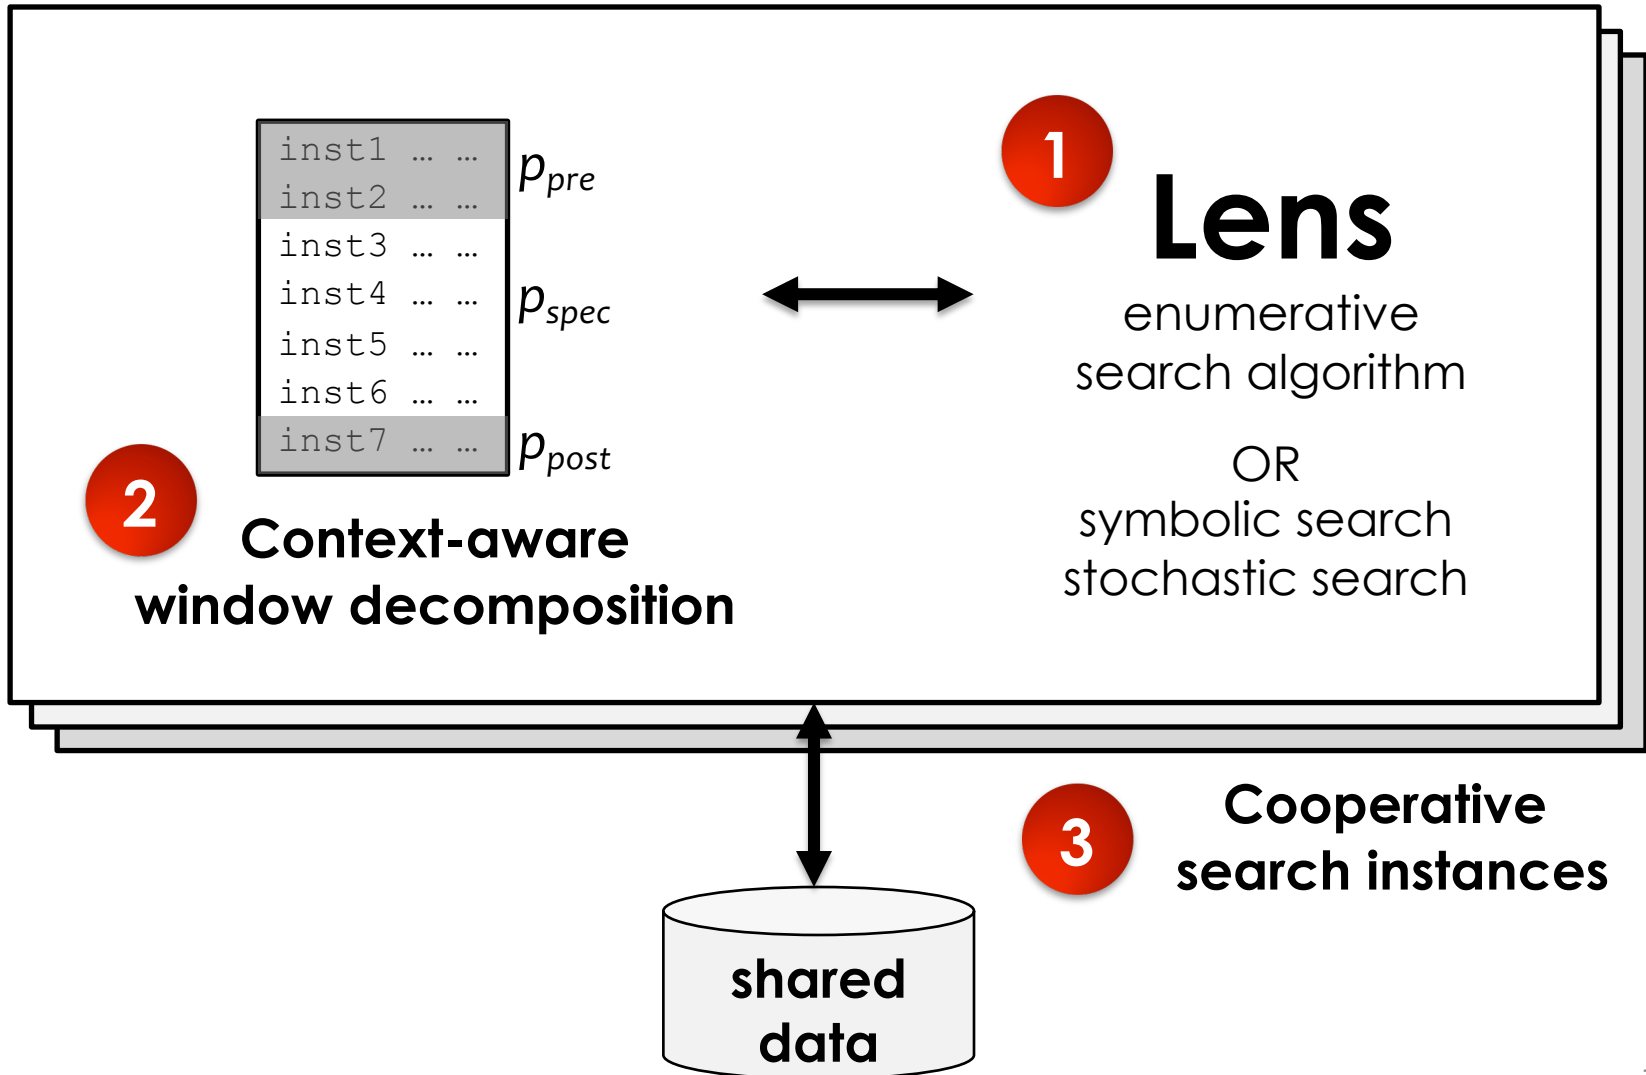 inst1 … …
inst2 … …
inst3 … …
inst4 … …
inst5 … …
inst6 … …
inst7 … …
p_pre
p_spec
p_post
2
Context-aware
window decomposition
1
Lens
enumerative
search algorithm
OR
symbolic search
stochastic search
3
Cooperative
search instances
shared
data